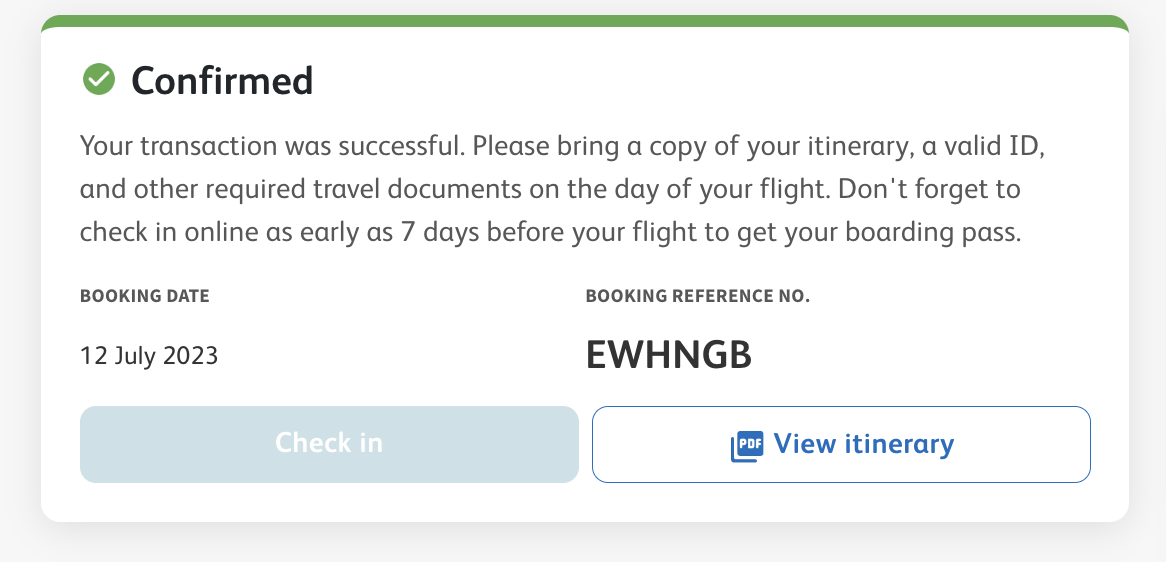 Confirmed
Your transaction was successful. Please bring a copy of your itinerary, a valid ID,
and other required travel documents on the day of your flight. Don't forget to
check in online as early as 7 days before your flight to get your boarding pass.
BOOKING DATE
BOOKING REFERENCE NO.
12 July 2023
EWHNGB
Check in
PDF View itinerary